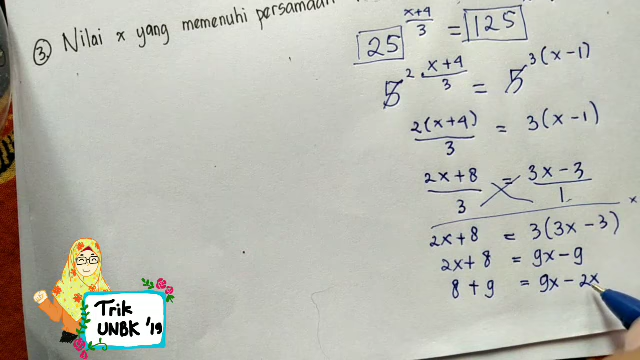 ③ Nilai x yang memenuhi persamaan
25^((x+4)/3) = 125
5^(2·(x+4)/3) = 5^(3(x-1))
2(x+4)/3 = 3(x-1)
(2x+8)/3 = (3x-3)/1
x
2x+8 = 3(3x-3)
2x+8 = 9x-9
8+9 = 9x-2x
Trik
UNBK '19